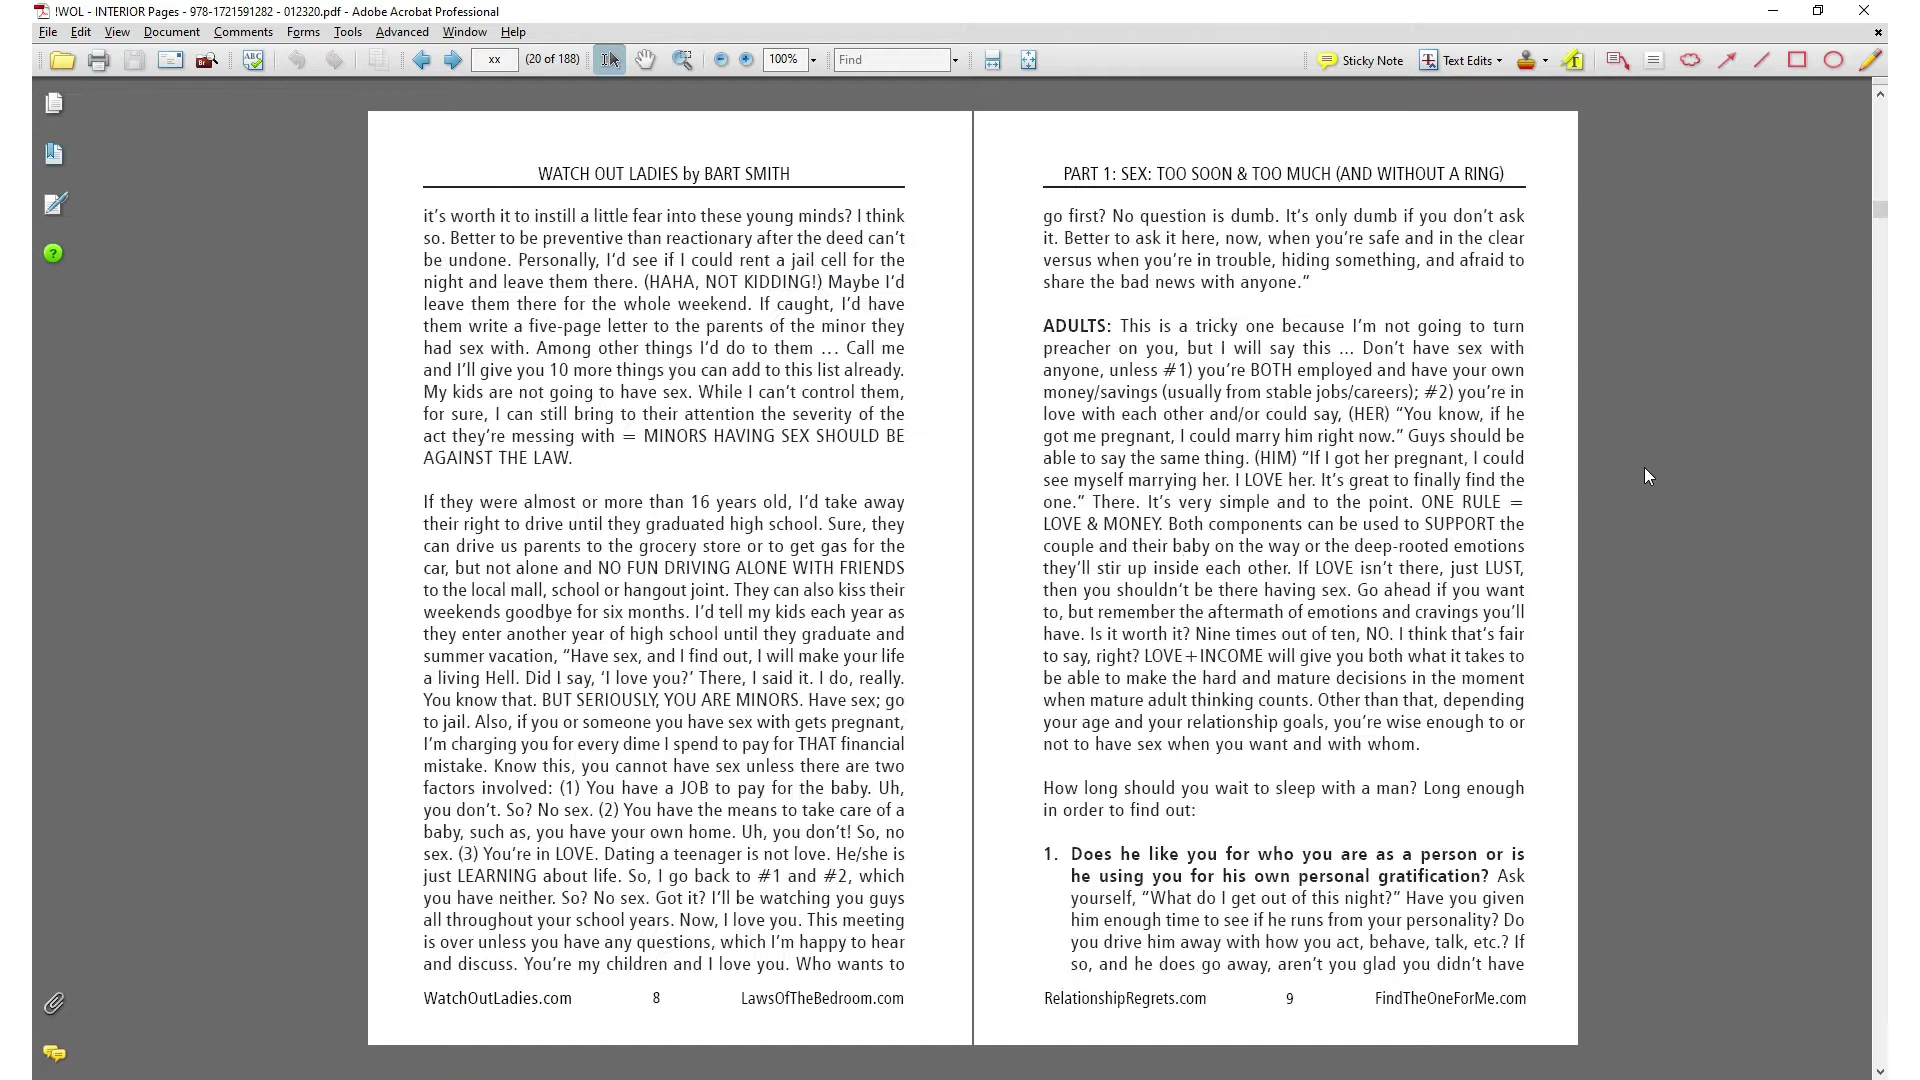 !WOL - INTERIOR Pages - 978-1721591282 - 012320.pdf - Adobe Acrobat Professional
File Edit View Document Comments Forms Tools Advanced Window Help
xx (20 of 188) 100% Find Sticky Note Text Edits
WATCH OUT LADIES by BART SMITH
it's worth it to instill a little fear into these young minds? I think
so. Better to be preventive than reactionary after the deed can't
be undone. Personally, I'd see if I could rent a jail cell for the
night and leave them there. (HAHA, NOT KIDDING!) Maybe I'd
leave them there for the whole weekend. If caught, I'd have
them write a five-page letter to the parents of the minor they
had sex with. Among other things I'd do to them … Call me
and I'll give you 10 more things you can add to this list already.
My kids are not going to have sex. While I can't control them,
for sure, I can still bring to their attention the severity of the
act they're messing with = MINORS HAVING SEX SHOULD BE
AGAINST THE LAW.
If they were almost or more than 16 years old, I'd take away
their right to drive until they graduated high school. Sure, they
can drive us parents to the grocery store or to get gas for the
car, but not alone and NO FUN DRIVING ALONE WITH FRIENDS
to the local mall, school or hangout joint. They can also kiss their
weekends goodbye for six months. I'd tell my kids each year as
they enter another year of high school until they graduate and
summer vacation, "Have sex, and I find out, I will make your life
a living Hell. Did I say, 'I love you?' There, I said it. I do, really.
You know that. BUT SERIOUSLY, YOU ARE MINORS. Have sex; go
to jail. Also, if you or someone you have sex with gets pregnant,
I'm charging you for every dime I spend to pay for THAT financial
mistake. Know this, you cannot have sex unless there are two
factors involved: (1) You have a JOB to pay for the baby. Uh,
you don't. So? No sex. (2) You have the means to take care of a
baby, such as, you have your own home. Uh, you don't! So, no
sex. (3) You're in LOVE. Dating a teenager is not love. He/she is
just LEARNING about life. So, I go back to #1 and #2, which
you have neither. So? No sex. Got it? I'll be watching you guys
all throughout your school years. Now, I love you. This meeting
is over unless you have any questions, which I'm happy to hear
and discuss. You're my children and I love you. Who wants to
WatchOutLadies.com 8 LawsOfTheBedroom.com
PART 1: SEX: TOO SOON & TOO MUCH (AND WITHOUT A RING)
go first? No question is dumb. It's only dumb if you don't ask
it. Better to ask it here, now, when you're safe and in the clear
versus when you're in trouble, hiding something, and afraid to
share the bad news with anyone."
ADULTS: This is a tricky one because I'm not going to turn
preacher on you, but I will say this ... Don't have sex with
anyone, unless #1) you're BOTH employed and have your own
money/savings (usually from stable jobs/careers); #2) you're in
love with each other and/or could say, (HER) "You know, if he
got me pregnant, I could marry him right now." Guys should be
able to say the same thing. (HIM) "If I got her pregnant, I could
see myself marrying her. I LOVE her. It's great to finally find the
one." There. It's very simple and to the point. ONE RULE =
LOVE & MONEY. Both components can be used to SUPPORT the
couple and their baby on the way or the deep-rooted emotions
they'll stir up inside each other. If LOVE isn't there, just LUST,
then you shouldn't be there having sex. Go ahead if you want
to, but remember the aftermath of emotions and cravings you'll
have. Is it worth it? Nine times out of ten, NO. I think that's fair
to say, right? LOVE+INCOME will give you both what it takes to
be able to make the hard and mature decisions in the moment
when mature adult thinking counts. Other than that, depending
your age and your relationship goals, you're wise enough to or
not to have sex when you want and with whom.
How long should you wait to sleep with a man? Long enough
in order to find out:
1. Does he like you for who you are as a person or is
he using you for his own personal gratification? Ask
yourself, "What do I get out of this night?" Have you given
him enough time to see if he runs from your personality? Do
you drive him away with how you act, behave, talk, etc.? If
so, and he does go away, aren't you glad you didn't have
RelationshipRegrets.com 9 FindTheOneForMe.com